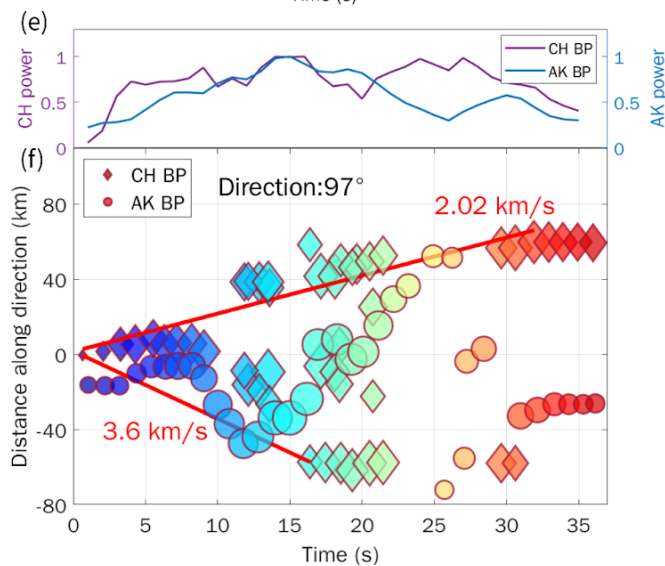 Time (s)
(e)
1
0.5
0
CH power
CH BP
AK BP
1
0.5
0
AK power
(f)
CH BP
AK BP
Direction:97°
2.02 km/s
3.6 km/s
80
40
0
-40
-80
Distance along direction (km)
0 5 10 15 20 25 30 35
Time (s)